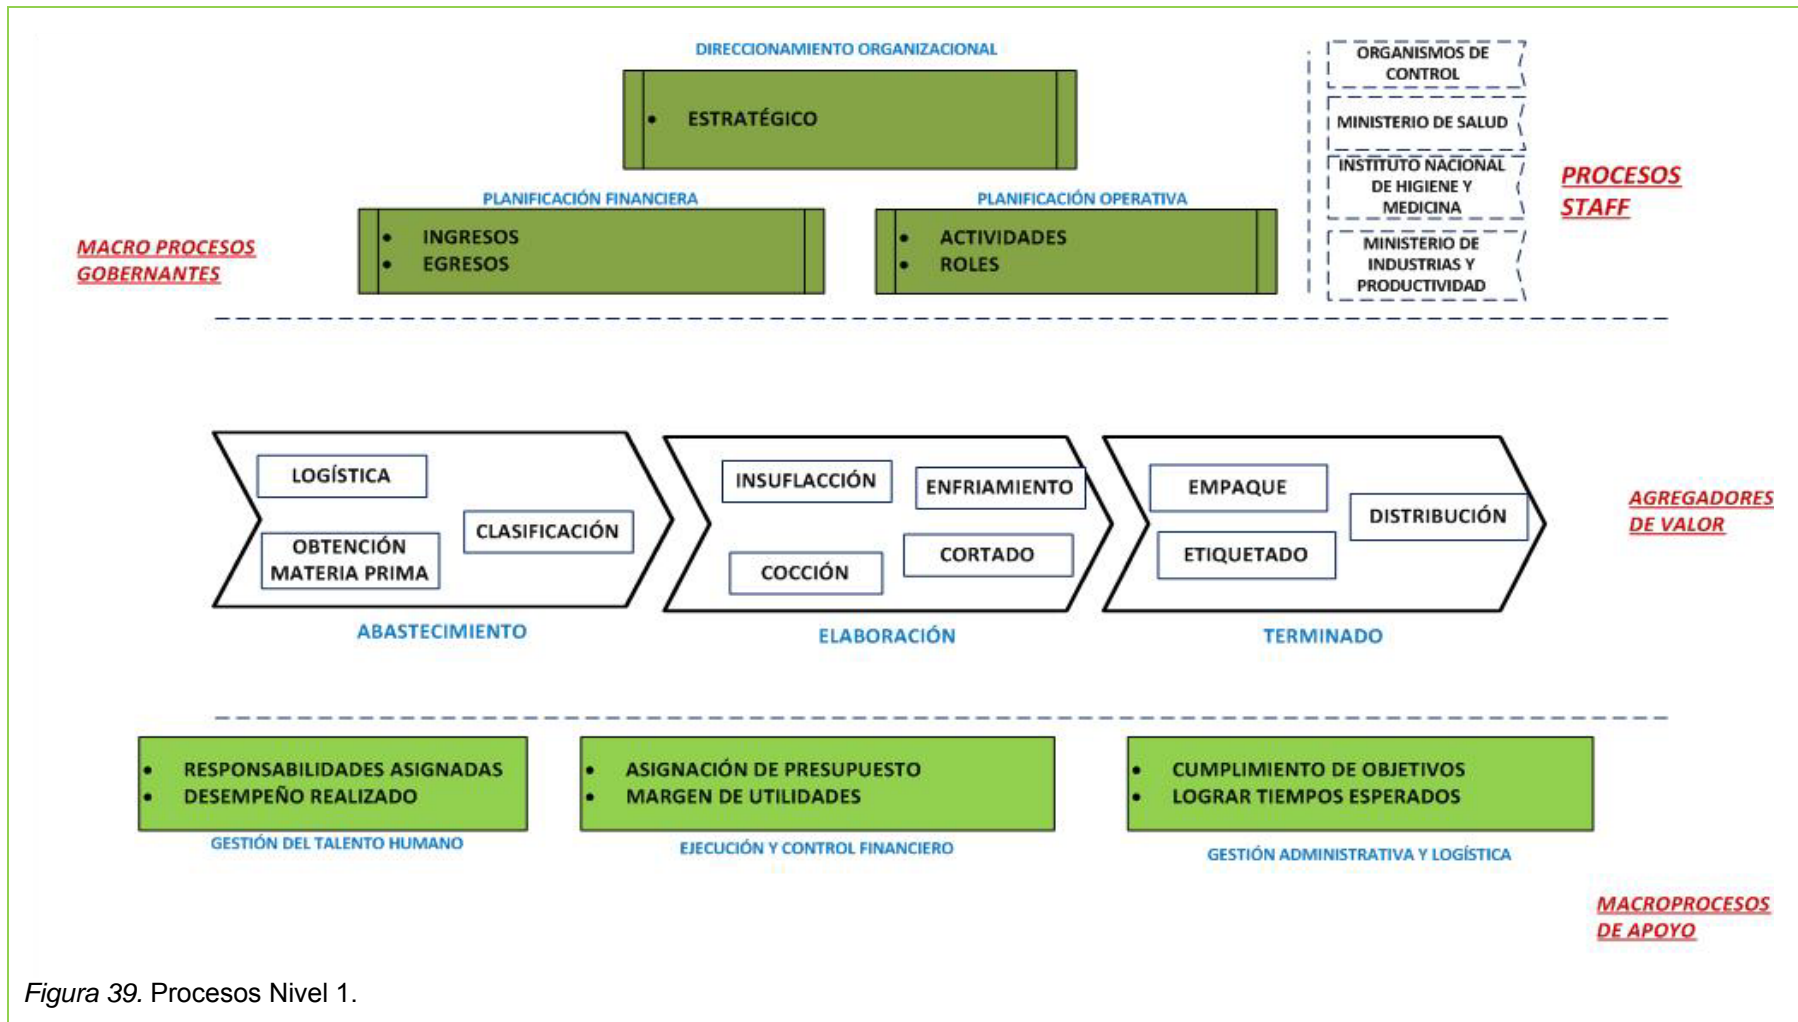 DIRECCIONAMIENTO ORGANIZACIONAL
• ESTRATÉGICO
PLANIFICACIÓN FINANCIERA
• INGRESOS
• EGRESOS
PLANIFICACIÓN OPERATIVA
• ACTIVIDADES
• ROLES
MACRO PROCESOS
GOBERNANTES
ORGANISMOS DE
CONTROL
MINISTERIO DE SALUD
INSTITUTO NACIONAL
DE HIGIENE Y
MEDICINA
MINISTERIO DE
INDUSTRIAS Y
PRODUCTIVIDAD
PROCESOS
STAFF
LOGÍSTICA
OBTENCIÓN
MATERIA PRIMA
CLASIFICACIÓN
ABASTECIMIENTO
INSUFLACCIÓN
ENFRIAMIENTO
COCCIÓN
CORTADO
ELABORACIÓN
EMPAQUE
ETIQUETADO
DISTRIBUCIÓN
TERMINADO
AGREGADORES
DE VALOR
• RESPONSABILIDADES ASIGNADAS
• DESEMPEÑO REALIZADO
GESTIÓN DEL TALENTO HUMANO
• ASIGNACIÓN DE PRESUPUESTO
• MARGEN DE UTILIDADES
EJECUCIÓN Y CONTROL FINANCIERO
• CUMPLIMIENTO DE OBJETIVOS
• LOGRAR TIEMPOS ESPERADOS
GESTIÓN ADMINISTRATIVA Y LOGÍSTICA
MACROPROCESOS
DE APOYO
Figura 39. Procesos Nivel 1.